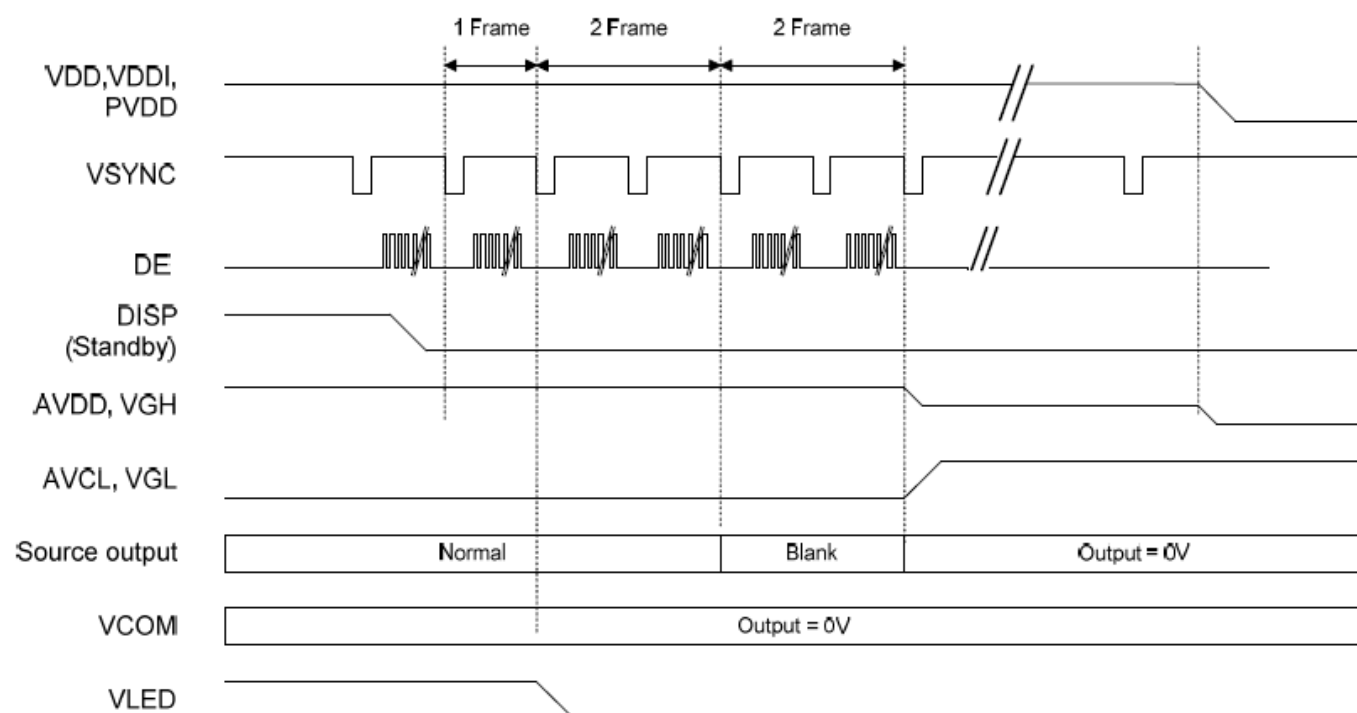 1 Frame 2 Frame 2 Frame
VDD,VDDI,
PVDD
VSYNC
DE
DISP
(Standby)
AVDD, VGH
AVCL, VGL
Source output Normal Blank Output = 0V
VCOM Output = 0V
VLED